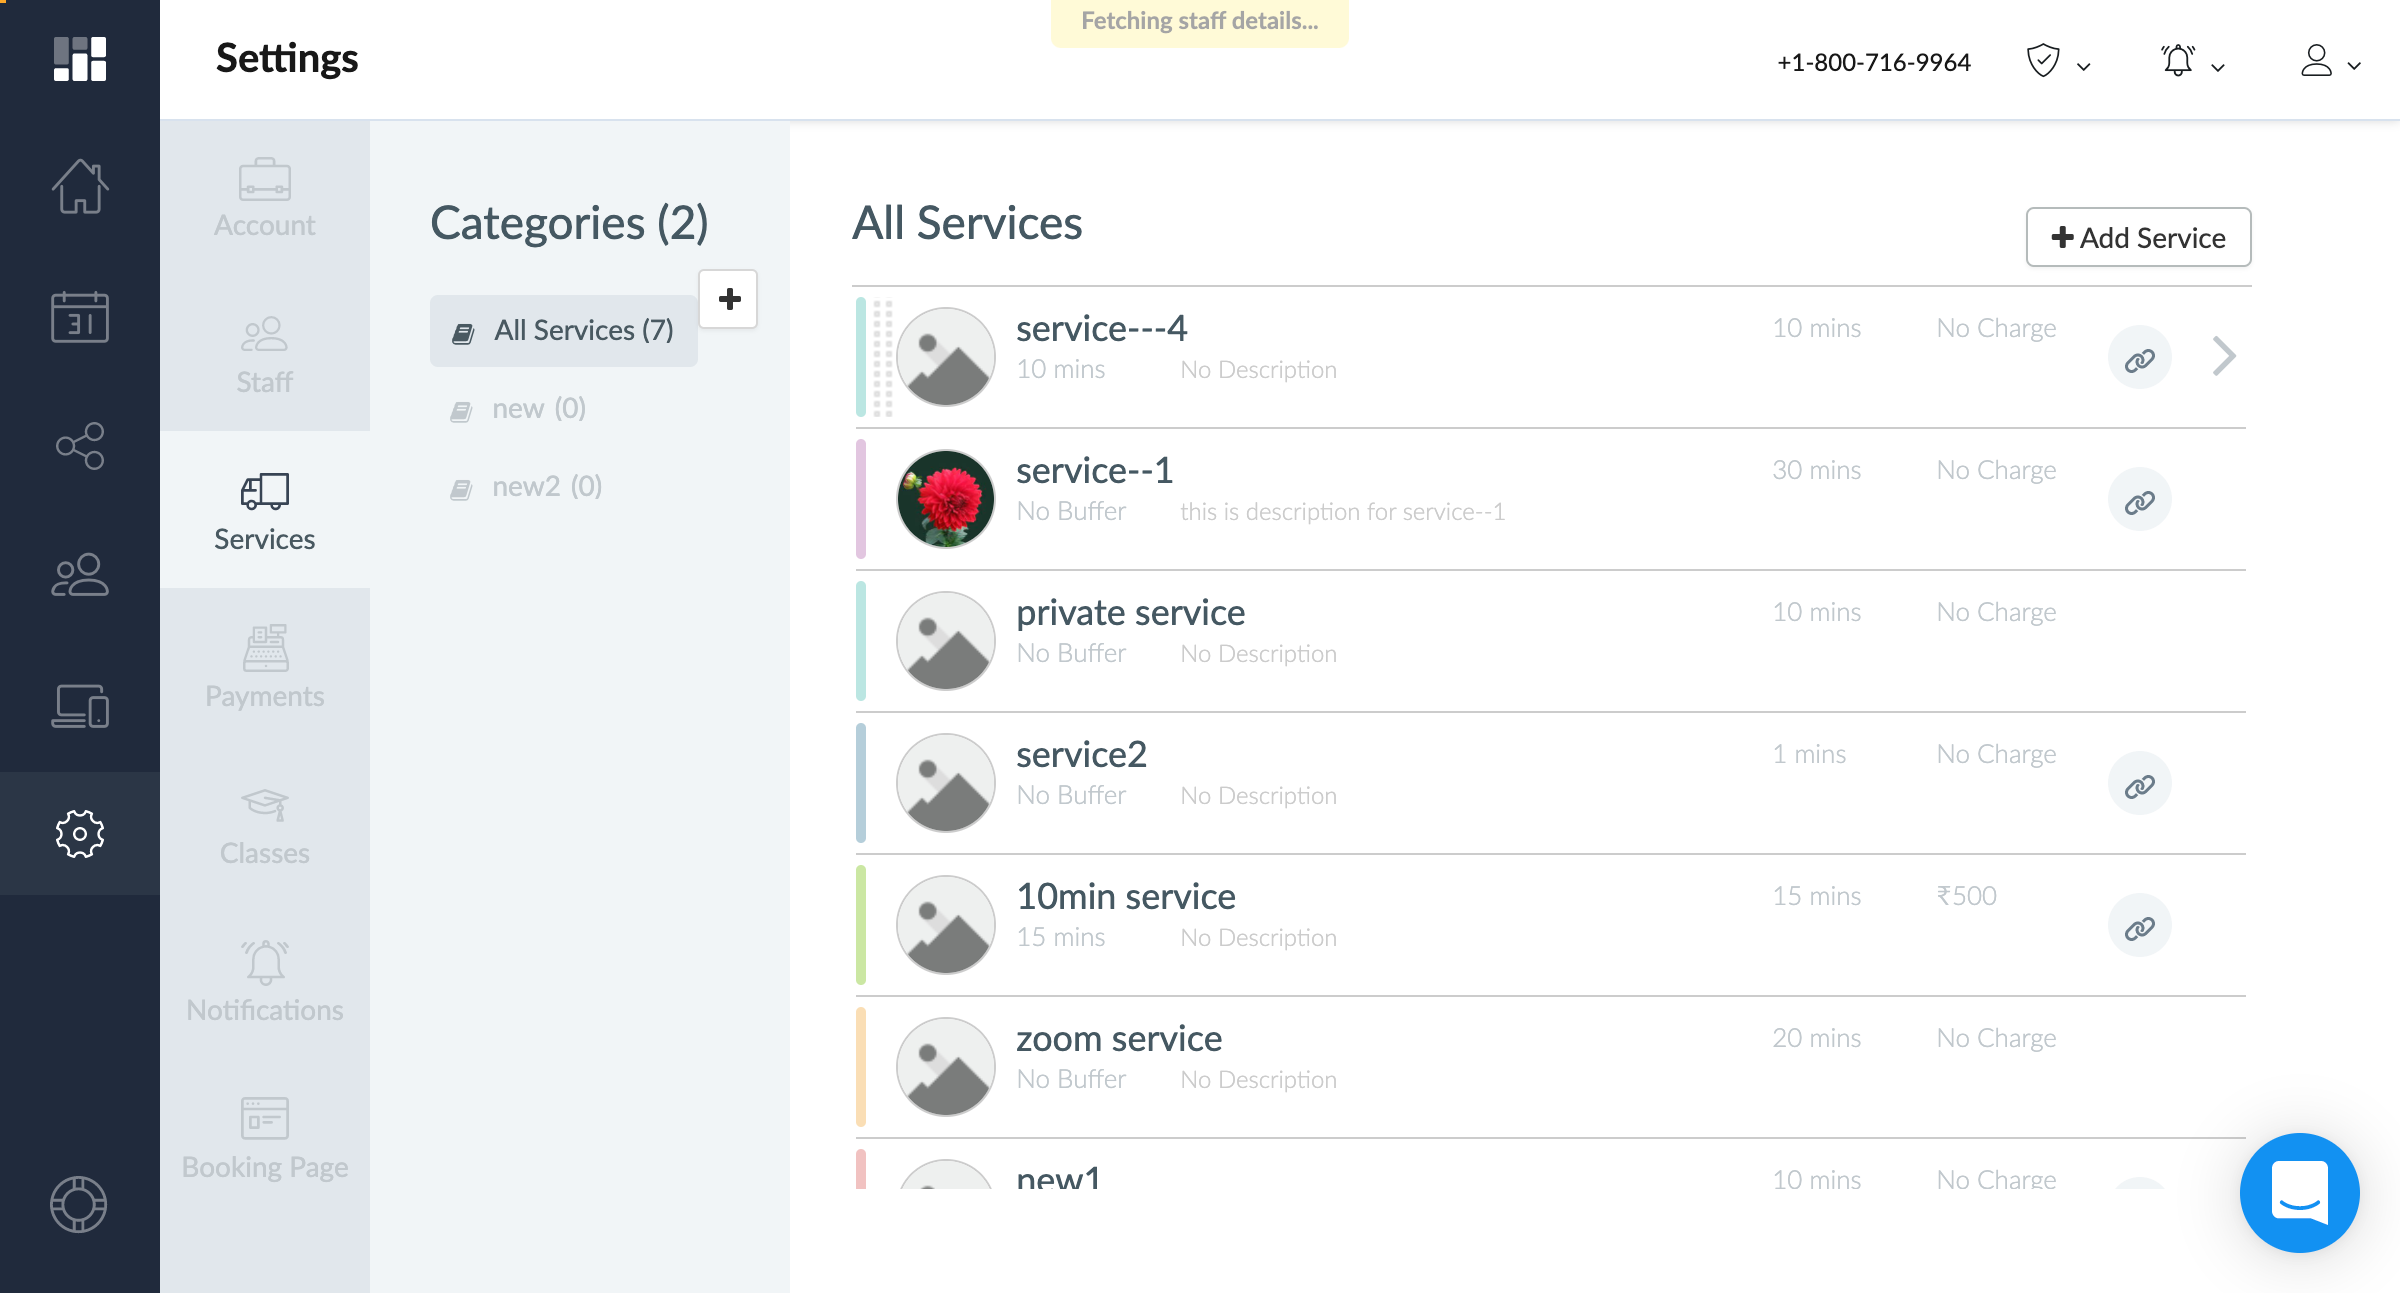 Fetching staff details...
Settings
+1-800-716-9964
31
Account
Staff
Services
Payments
Classes
Notifications
Booking Page
Categories (2)
All Services (7)
new (0)
new2 (0)
All Services
Add Service
service---4
10 mins No Description
10 mins No Charge
service--1
No Buffer this is description for service--1
30 mins No Charge
private service
No Buffer No Description
10 mins No Charge
service2
No Buffer No Description
1 mins No Charge
10min service
15 mins No Description
15 mins ₹500
zoom service
No Buffer No Description
20 mins No Charge
new1
10 mins No Charge